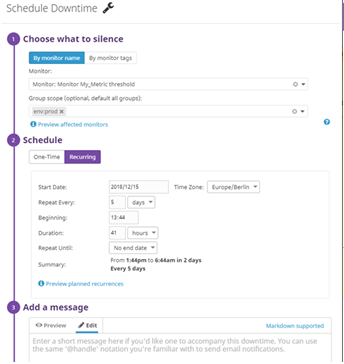 Schedule Downtime
1 Choose what to silence
By monitor name By monitor tags
Monitor:
Monitor: Monitor My_Metric threshold
Group scope (optional, default all groups):
env:prod ×
Preview affected monitors
2 Schedule
One-Time Recurring
Start Date: 2018/12/15 Time Zone: Europe/Berlin
Repeat Every: 5 days
Beginning: 13:44
Duration: 41 hours
Repeat Until: No end date
Summary: From 1:44pm to 6:44am in 2 days
Every 5 days
Preview planned recurrences
3 Add a message
Preview Edit Markdown supported
Enter a short message here if you'd like one to accompany this downtime. You can
use the same '@handle' notation you're familiar with to send email notifications.